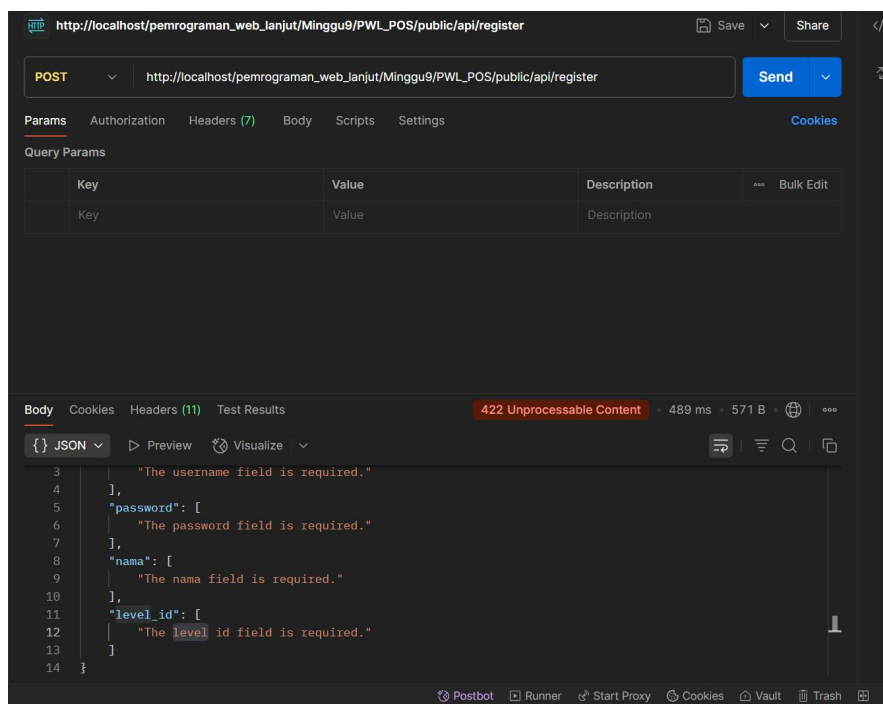 HTTP http://localhost/pemrograman_web_lanjut/Minggu9/PWL_POS/public/api/register Save Share </
POST http://localhost/pemrograman_web_lanjut/Minggu9/PWL_POS/public/api/register Send
Params Authorization Headers (7) Body Scripts Settings Cookies
Query Params
Key Value Description Bulk Edit
Key Value Description
Body Cookies Headers (11) Test Results 422 Unprocessable Content • 489 ms • 571 B
{} JSON Preview Visualize
3 "The username field is required."
4 ],
5 "password": [
6 "The password field is required."
7 ],
8 "nama": [
9 "The nama field is required."
10 ],
11 "level_id": [
12 "The level id field is required."
13 ]
14 }
Postbot Runner Start Proxy Cookies Vault Trash